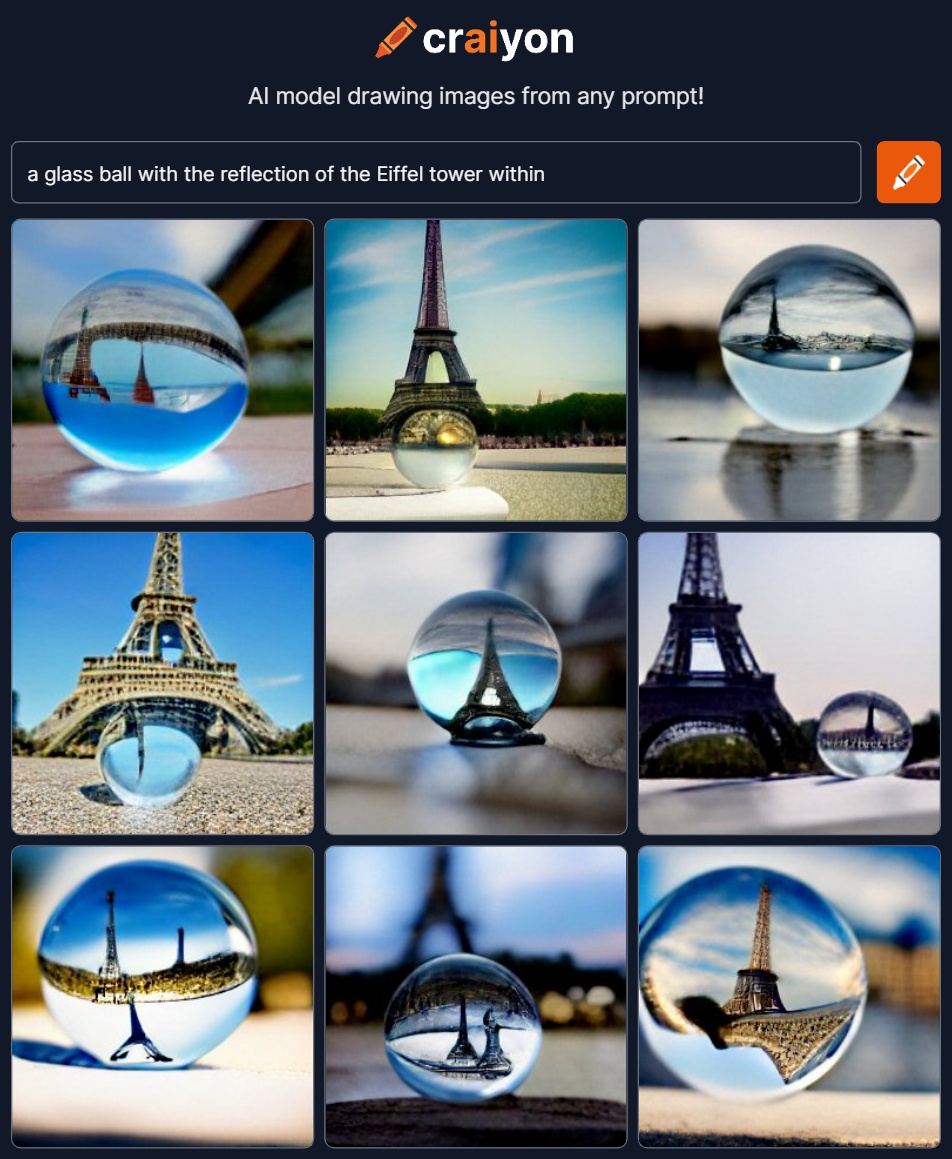 craiyon
AI model drawing images from any prompt!
a glass ball with the reflection of the Eiffel tower within